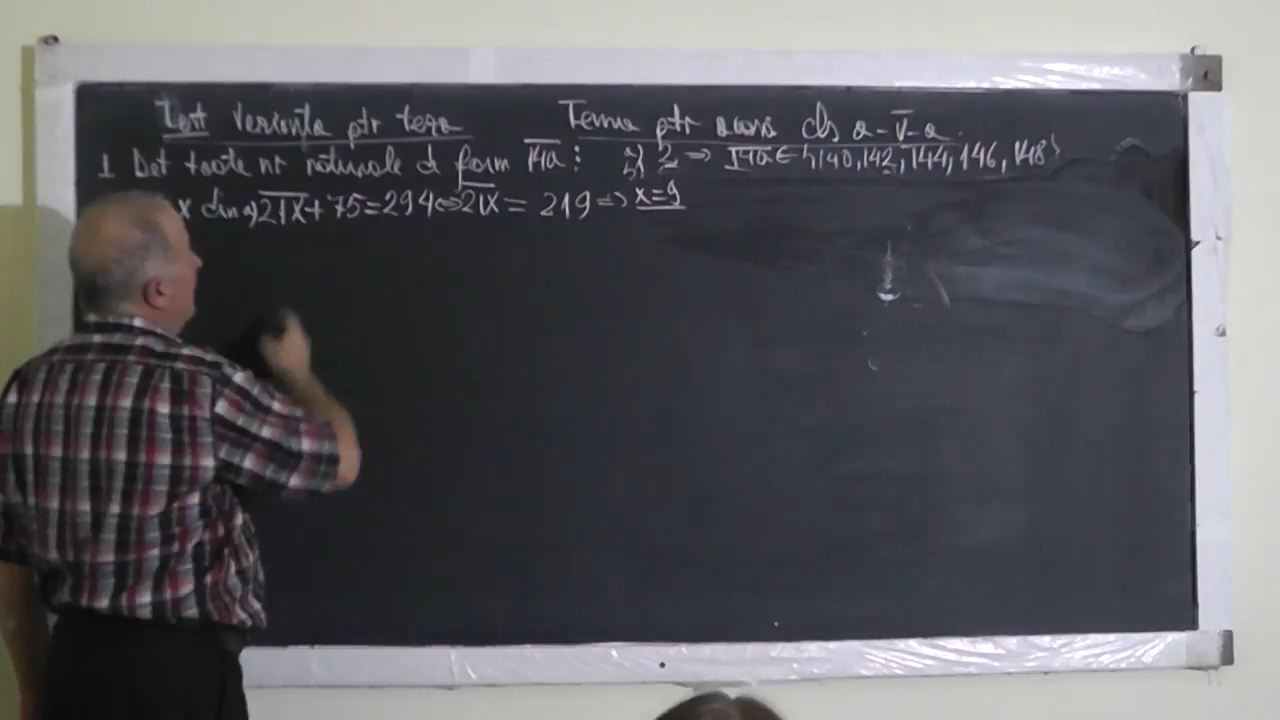 Test varianta ptr teza Tema ptr acasa cls a-V-a.
1 Det toate nr naturale d form 14a ⋮ a) 2 => 14a ∈ {140,142,144,146,148}
x din a) 21x+75=294<=>21x = 219 => x=9